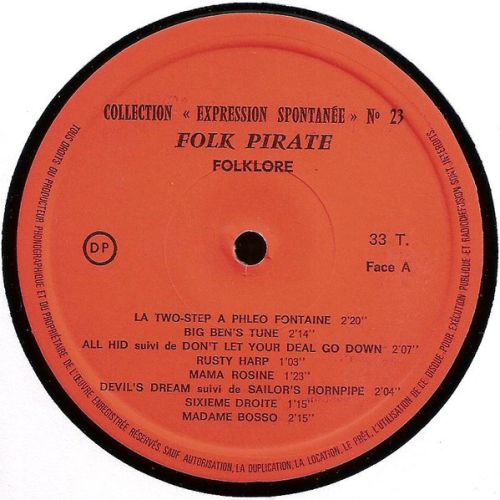 COLLECTION « EXPRESSION SPONTANÉE » Nº 23
FOLK PIRATE
FOLKLORE
DP
33 T.
Face A
LA TWO-STEP A PHLEO FONTAINE 2'20"
BIG BEN'S TUNE 2'14"
ALL HID suivi de DON'T LET YOUR DEAL GO DOWN 2'07"
RUSTY HARP 1'03"
MAMA ROSINE 1'23"
DEVIL'S DREAM suivi de SAILOR'S HORNPIPE 2'04"
SIXIEME DROITE 1'15"
MADAME BOSSO 2'15"
TOUS DROITS DU PRODUCTEUR PHONOGRAPHIQUE ET DU PROPRIÉTAIRE DE L'ŒUVRE ENREGISTRÉE RÉSERVÉS SAUF AUTORISATION, LA DUPLICATION, LA LOCATION, LE PRÊT, L'UTILISATION DE CE DISQUE POUR EXÉCUTION PUBLIQUE ET RADIODIFFUSION SONT INTERDITS